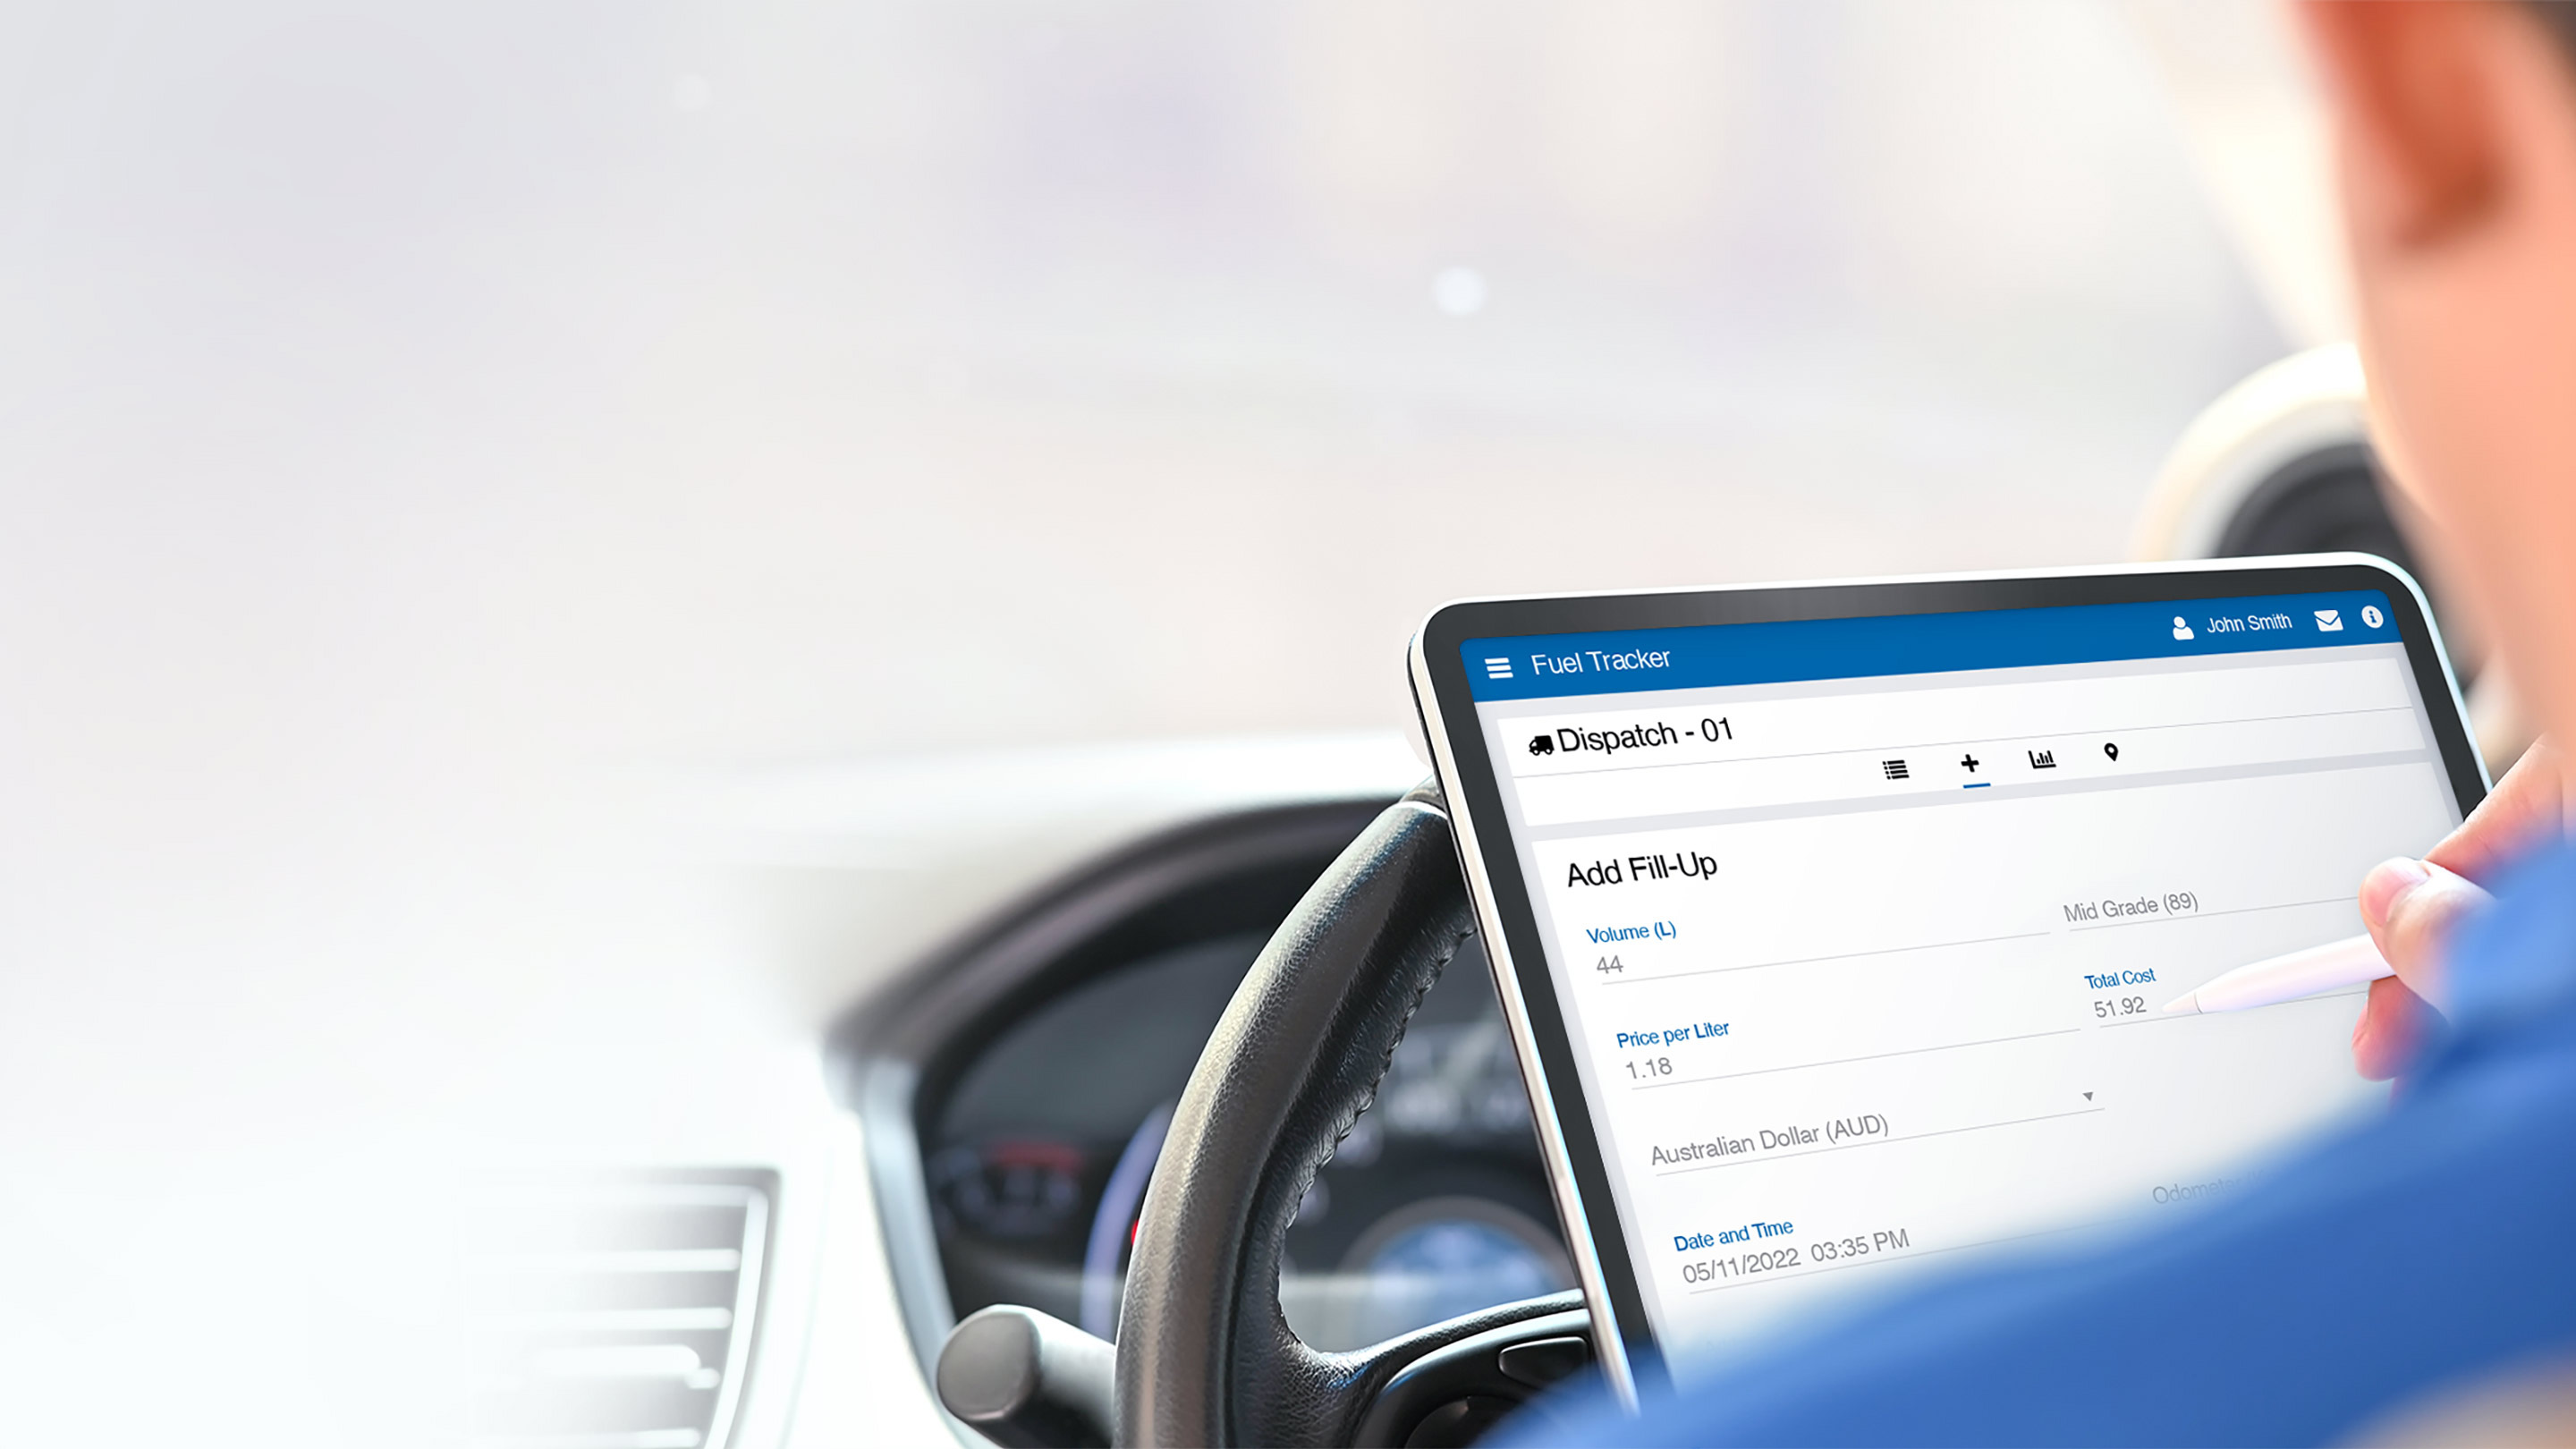 Fuel Tracker
John Smith
Dispatch - 01
Add Fill-Up
Volume (L)
44
Mid Grade (89)
Price per Liter
1.18
Total Cost
51.92
Australian Dollar (AUD)
Date and Time
05/11/2022 03:35 PM